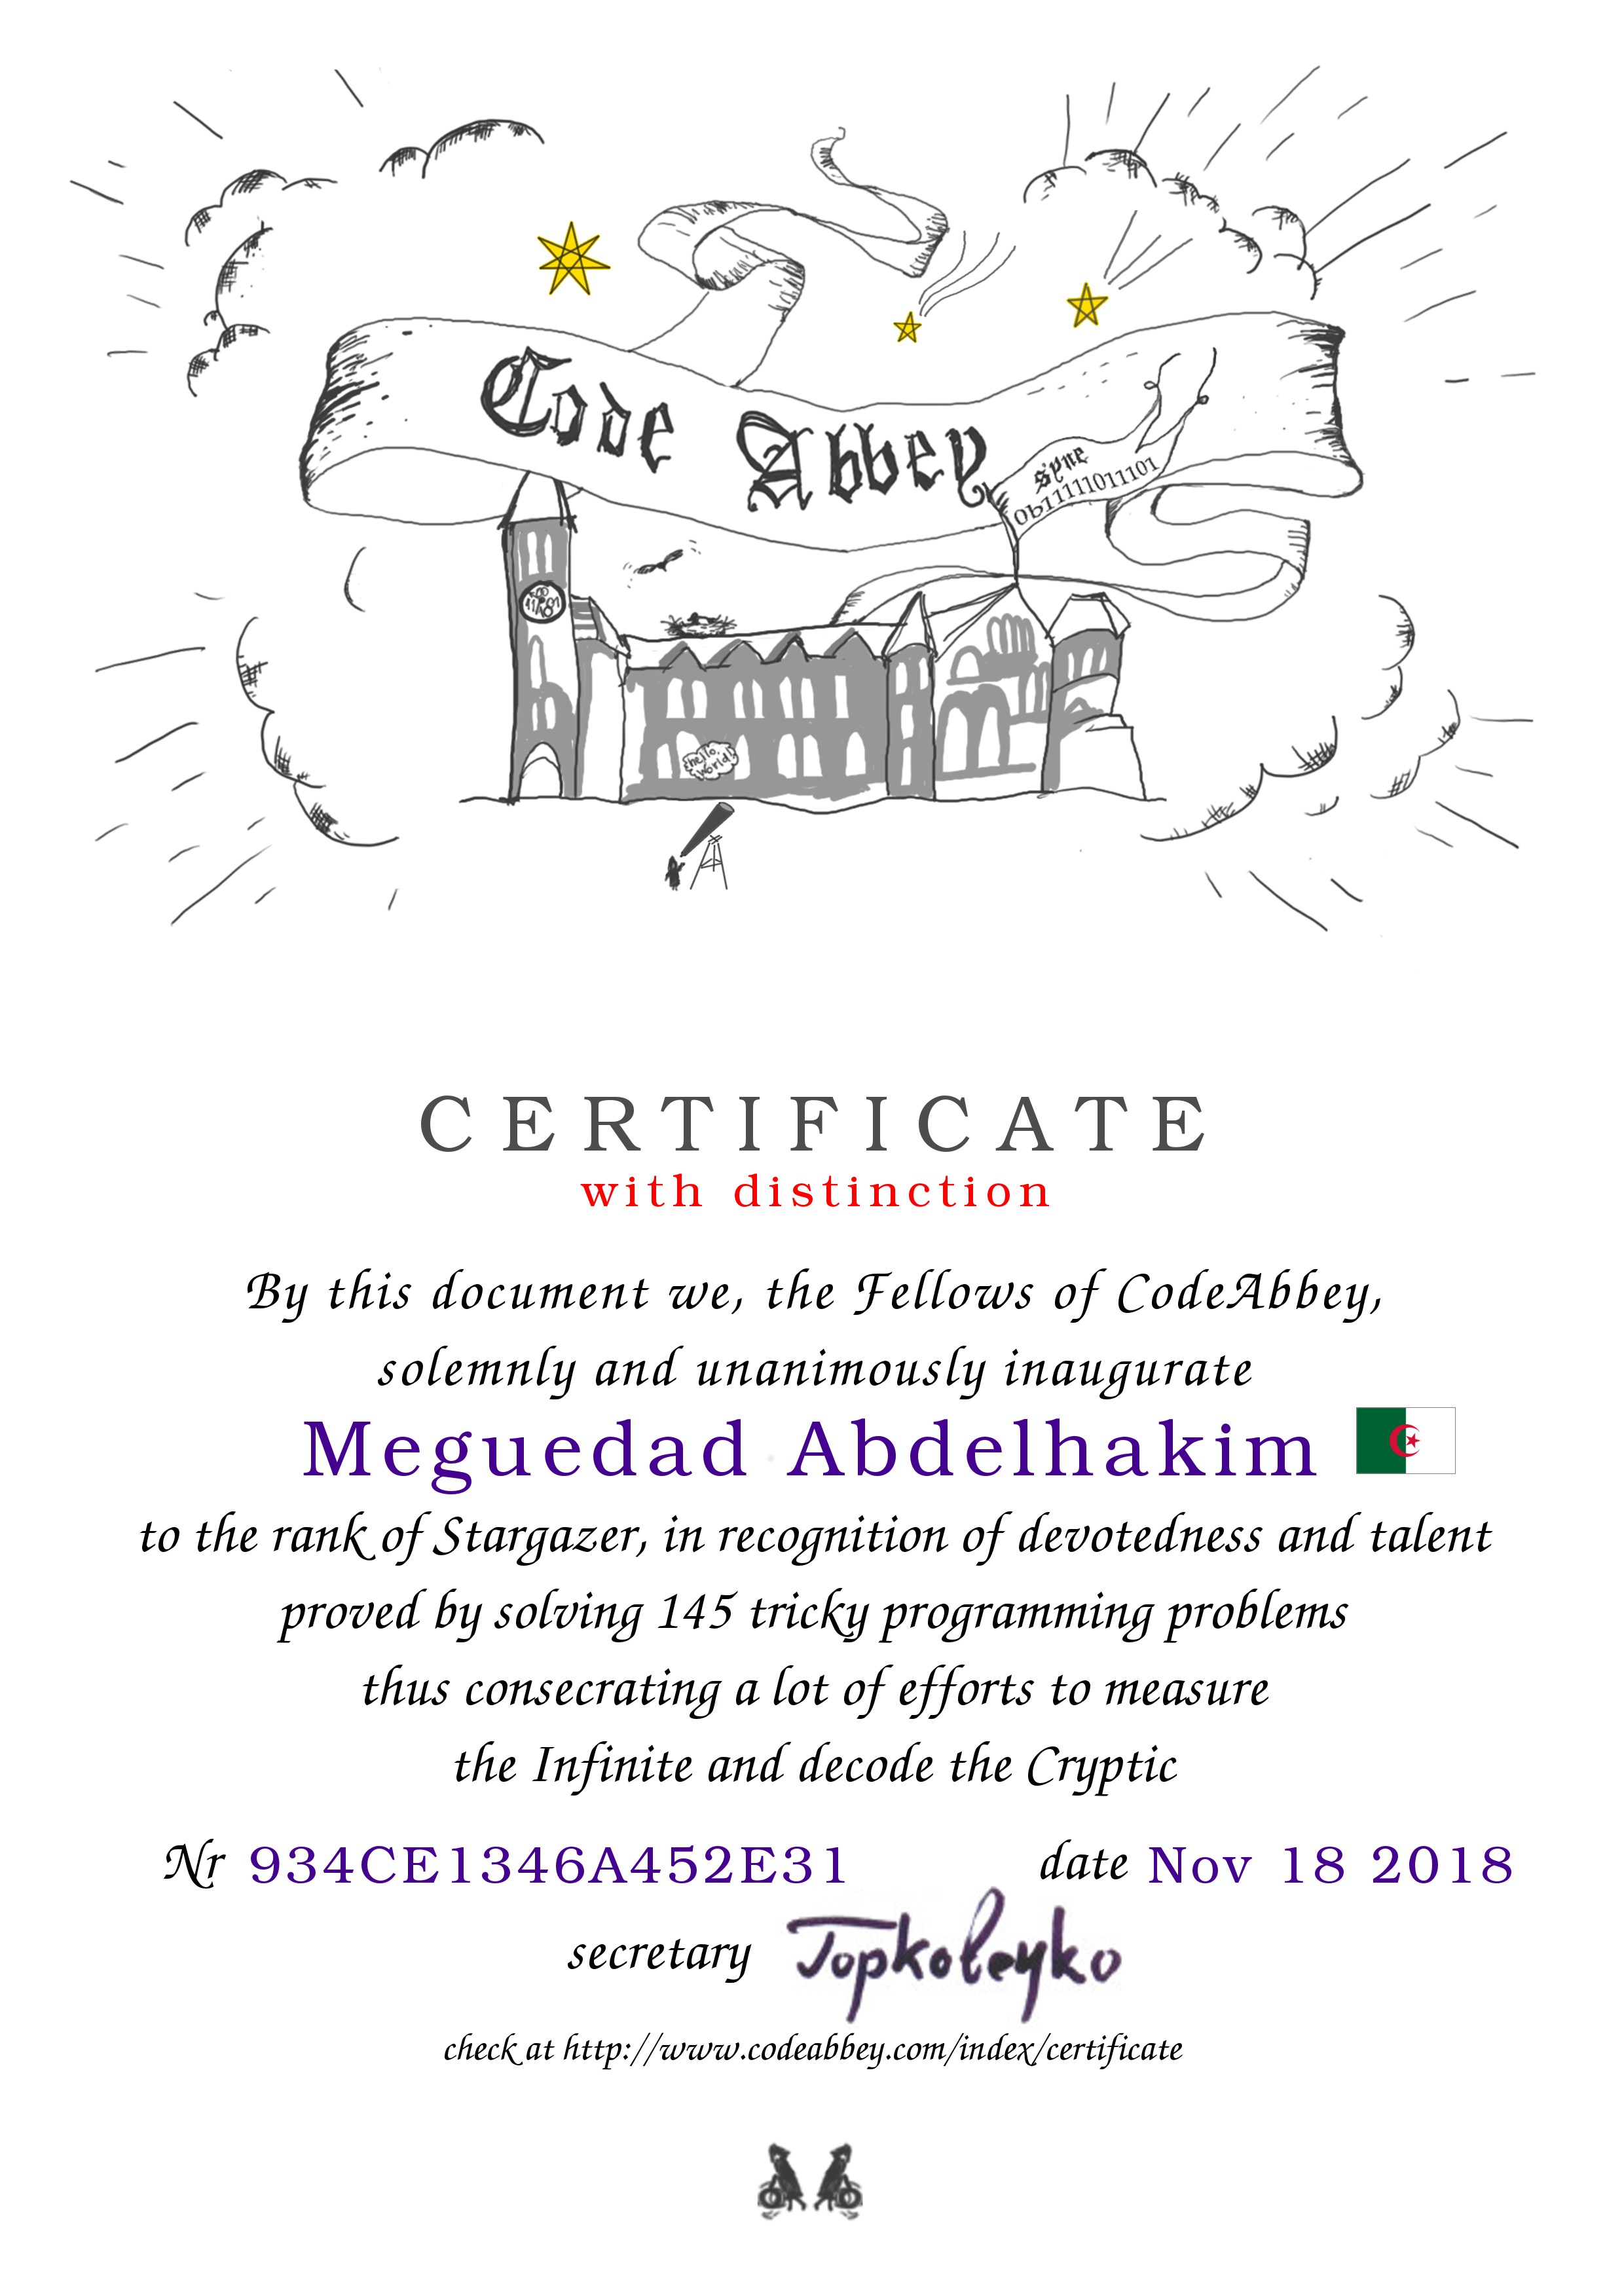 Code Abbey
syne
0b11111011101
hello,
world!
CERTIFICATE
with distinction
By this document we, the Fellows of CodeAbbey,
solemnly and unanimously inaugurate
Meguedad Abdelhakim
to the rank of Stargazer, in recognition of devotedness and talent
proved by solving 145 tricky programming problems
thus consecrating a lot of efforts to measure
the Infinite and decode the Cryptic
Nr 934CE1346A452E31 date Nov 18 2018
secretary
check at http://www.codeabbey.com/index/certificate